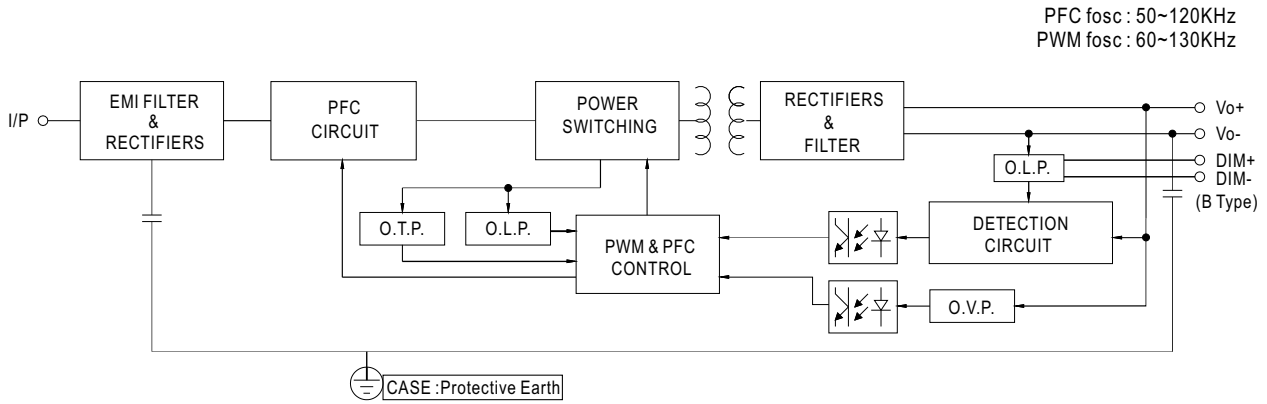 PFC fosc : 50~120KHz
PWM fosc : 60~130KHz
I/P
EMI FILTER
&
RECTIFIERS
PFC
CIRCUIT
POWER
SWITCHING
RECTIFIERS
&
FILTER
Vo+
Vo-
DIM+
DIM-
(B Type)
O.L.P.
O.T.P.
O.L.P.
PWM & PFC
CONTROL
DETECTION
CIRCUIT
O.V.P.
CASE : Protective Earth